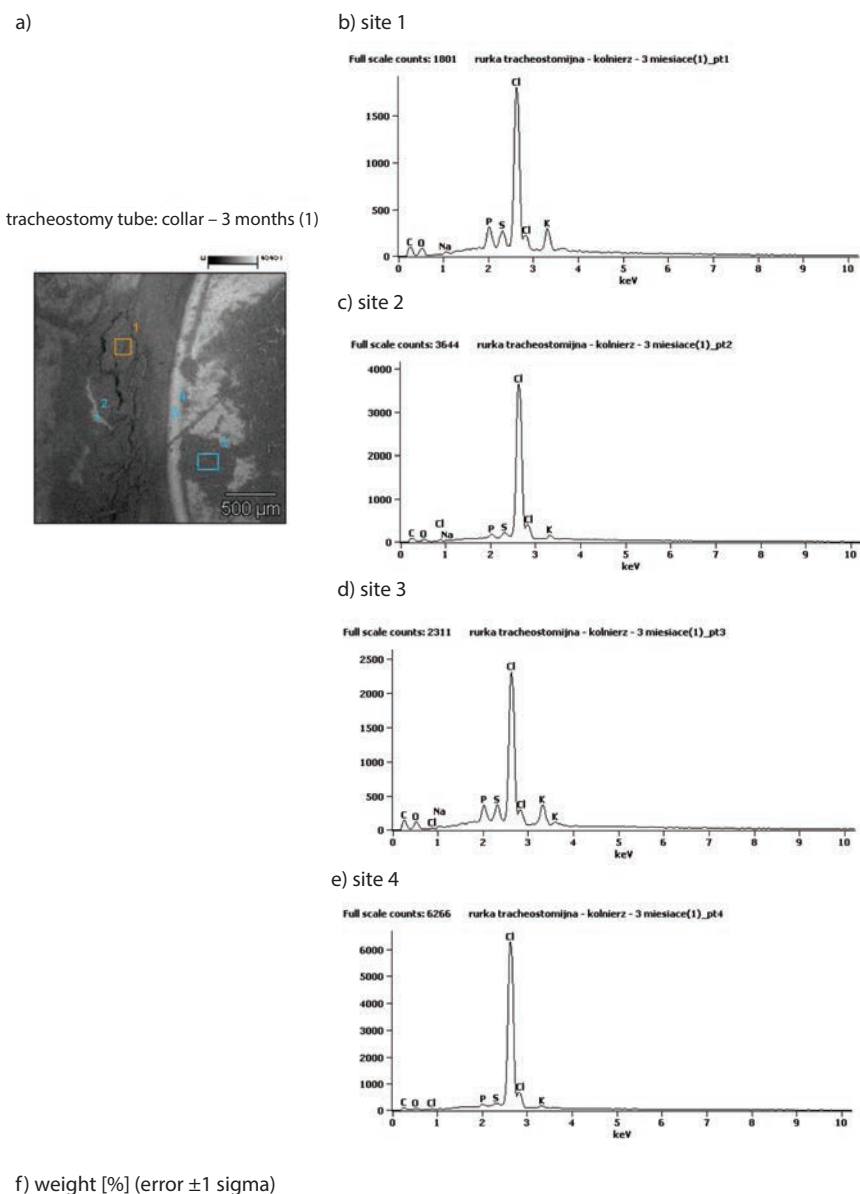 a)
tracheostomy tube: collar – 3 months (1)
1
2
500 µm
b) site 1
Full scale counts: 1801 rurka tracheostomijna - kolnierz - 3 miesiace(1)_pt1
Cl
1500
1000
500
P
S
Cl
K
C
O
Na
0
0 1 2 3 4 5 6 7 8 9 10
keV
c) site 2
Full scale counts: 3644 rurka tracheostomijna - kolnierz - 3 miesiace(1)_pt2
4000
Cl
3000
2000
1000
Cl
Cl
C
O
Na
P
S
K
0
0 1 2 3 4 5 6 7 8 9 10
keV
d) site 3
Full scale counts: 2311 rurka tracheostomijna - kolnierz - 3 miesiace(1)_pt3
2500
Cl
2000
1500
1000
500
Na
P
S
Cl
K
C
O
Cl
K
0
0 1 2 3 4 5 6 7 8 9 10
keV
e) site 4
Full scale counts: 6266 rurka tracheostomijna - kolnierz - 3 miesiace(1)_pt4
Cl
6000
5000
4000
3000
2000
1000
Cl
C
O
Cl
P
S
K
0
0 1 2 3 4 5 6 7 8 9 10
keV
f) weight [%] (error ±1 sigma)